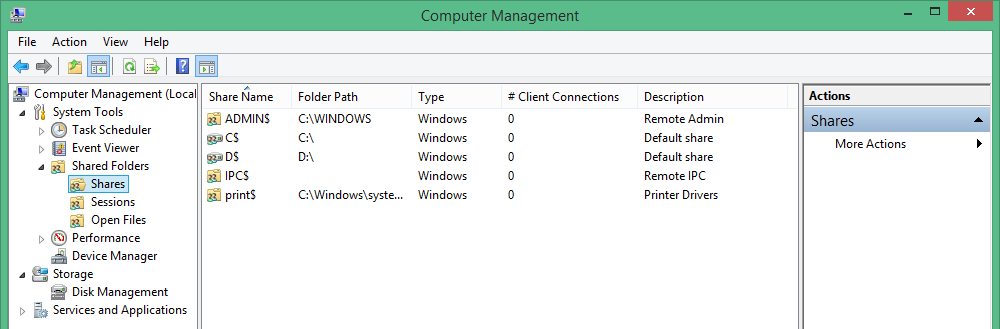 Computer Management
File Action View Help
Computer Management (Local
System Tools
Task Scheduler
Event Viewer
Shared Folders
Shares
Sessions
Open Files
Performance
Device Manager
Storage
Disk Management
Services and Applications
Share Name Folder Path Type # Client Connections Description
ADMIN$ C:\WINDOWS Windows 0 Remote Admin
C$ C:\ Windows 0 Default share
D$ D:\ Windows 0 Default share
IPC$ Windows 0 Remote IPC
print$ C:\Windows\syste... Windows 0 Printer Drivers
Actions
Shares
More Actions